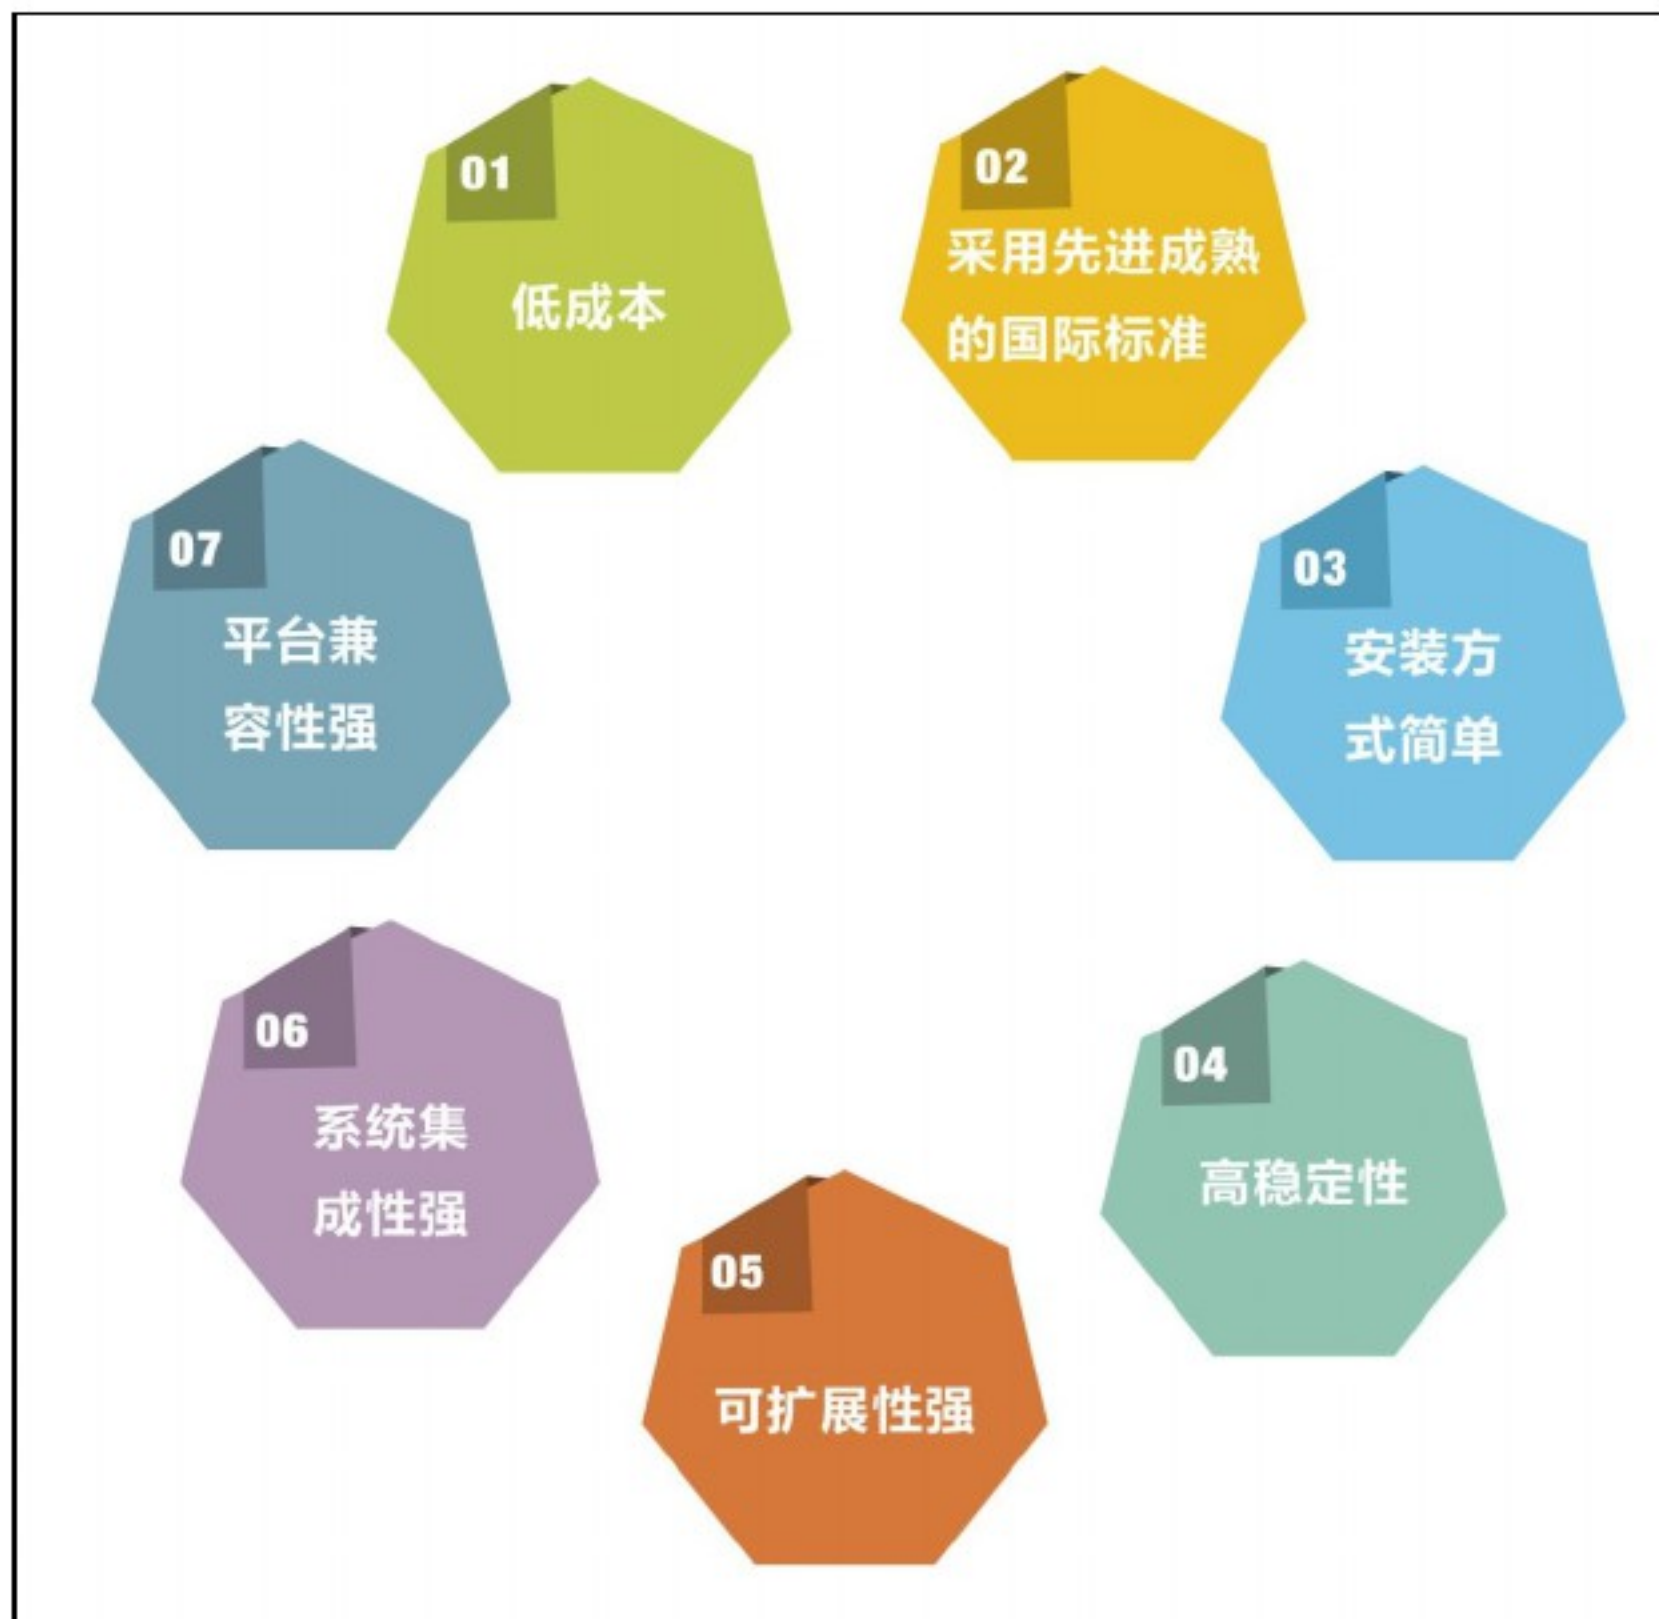 01
低成本
02
采用先进成熟
的国际标准
03
安装方
式简单
04
高稳定性
05
可扩展性强
06
系统集
成性强
07
平台兼
容性强